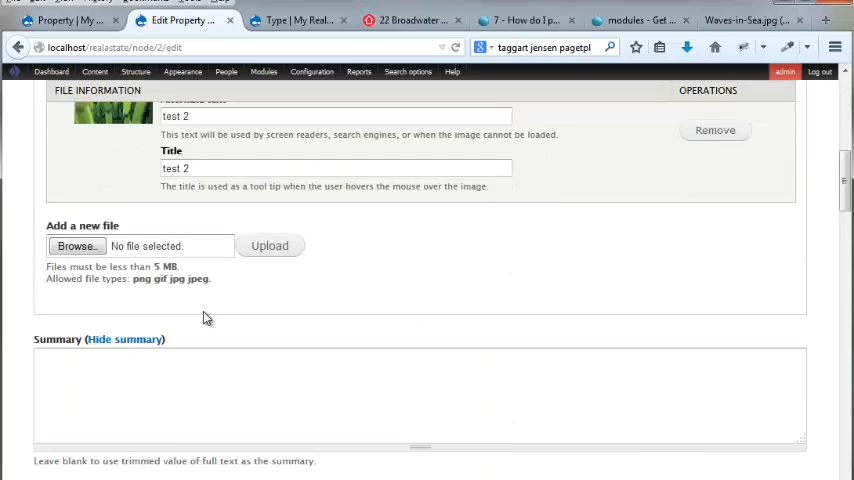 Property | My ...
Edit Property ...
Type | My Real...
22 Broadwater ...
7 - How do I p...
modules - Get ...
Waves-in-Sea.jpg (...
localhost/realastate/node/2/edit
taggart jensen pagetpl
Dashboard Content Structure Appearance People Modules Configuration Reports Search options Help admin Log out
FILE INFORMATION OPERATIONS
test 2
Remove
This text will be used by screen readers, search engines, or when the image cannot be loaded.
Title
test 2
The title is used as a tool tip when the user hovers the mouse over the image.
Add a new file
Browse... No file selected. Upload
Files must be less than 5 MB.
Allowed file types: png gif jpg jpeg.
Summary (Hide summary)
Leave blank to use trimmed value of full text as the summary.